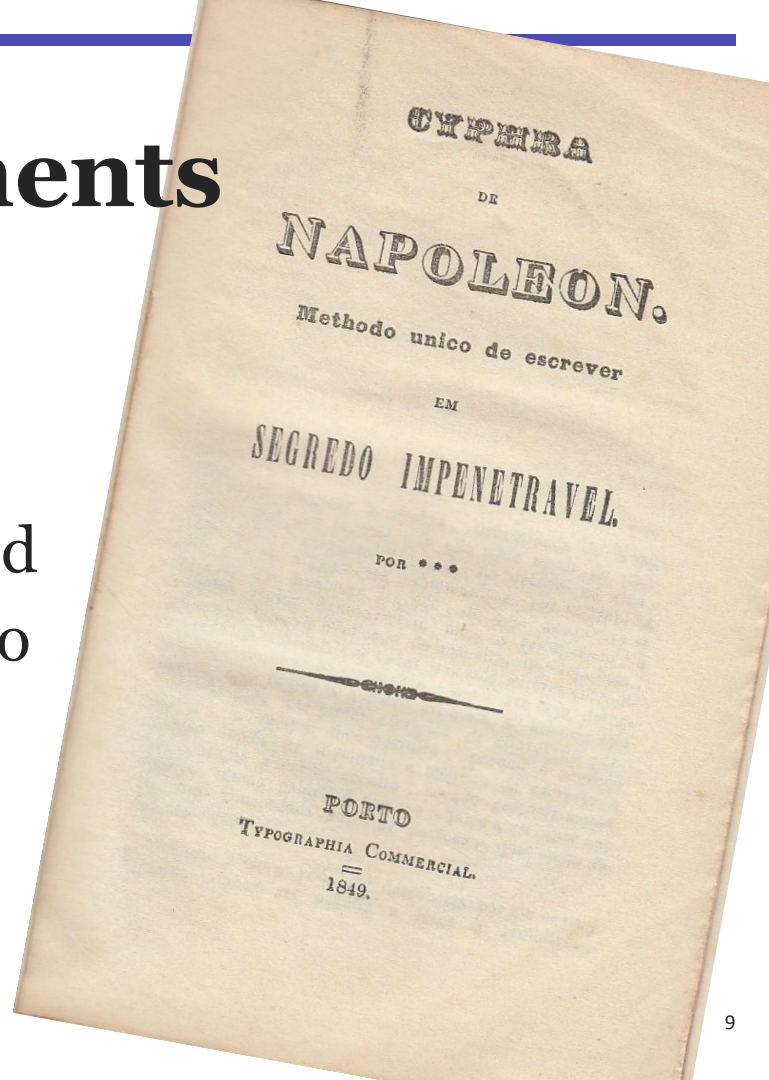 ents
d
o
CYPHRA
DE
NAPOLEON.
Methodo unico de escrever
EM
SEGREDO IMPENETRAVEL.
POR ***
PORTO
TYPOGRAPHIA COMMERCIAL.
1849.
9